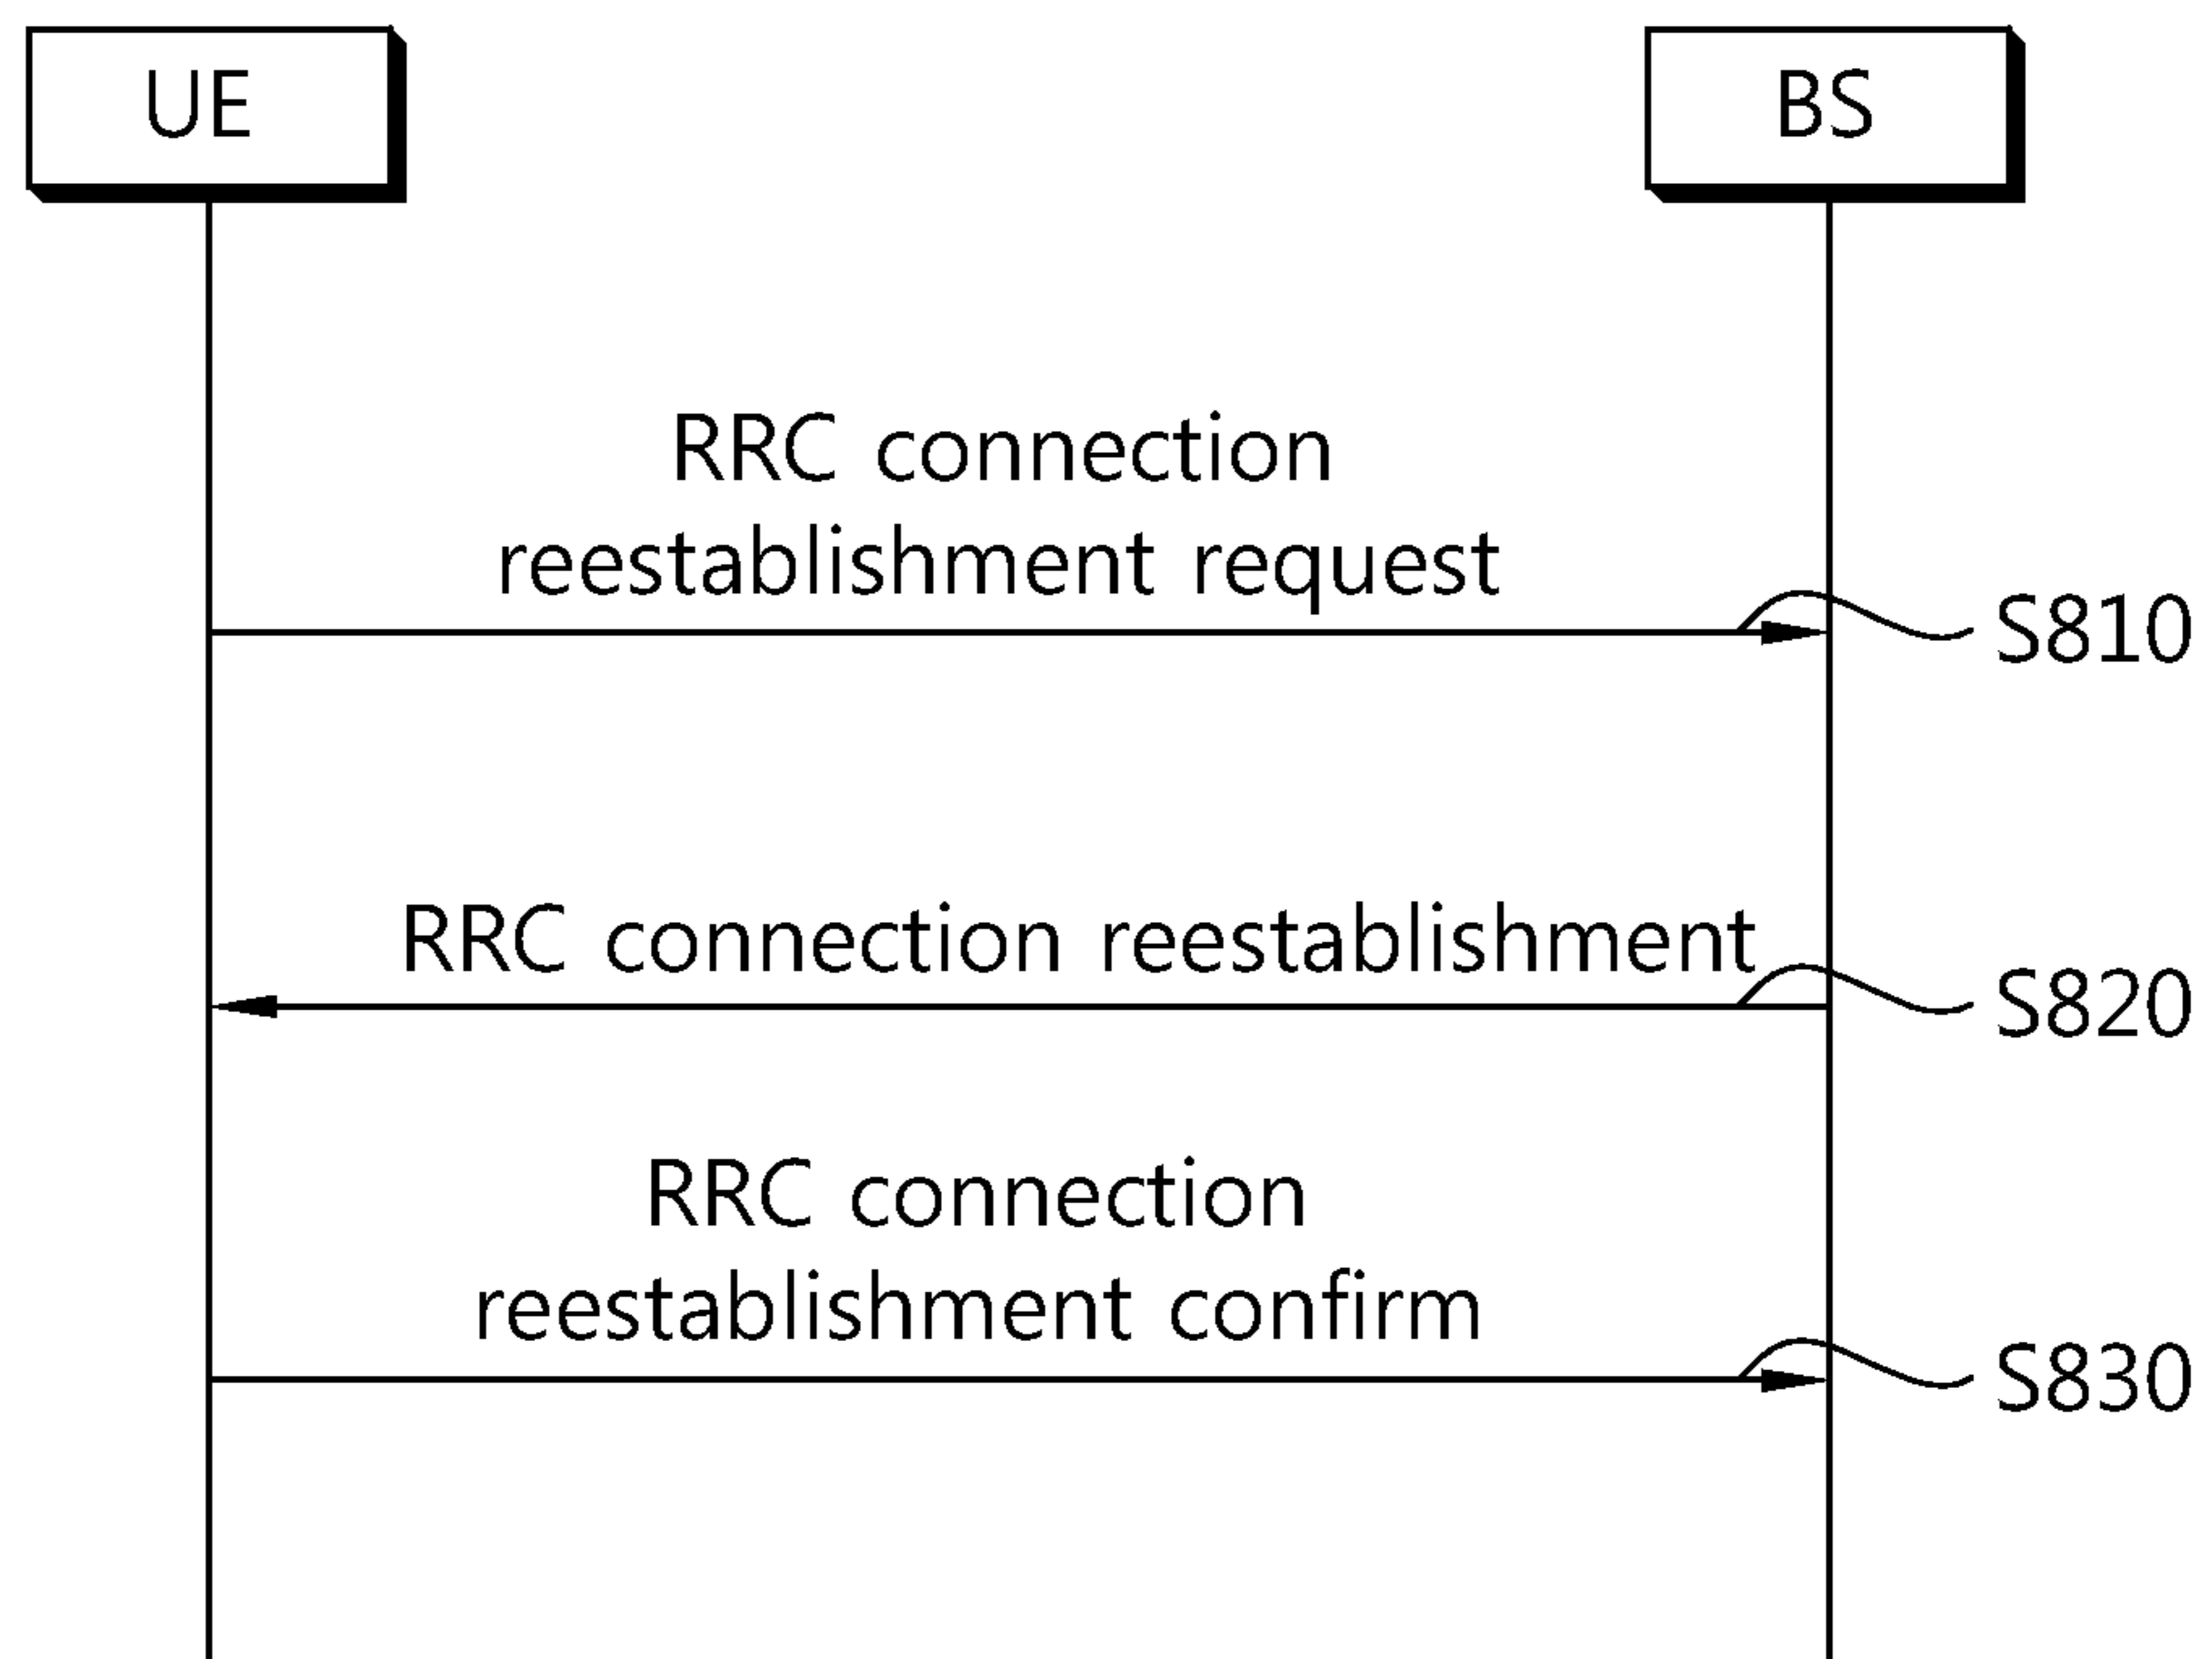 UE
BS
RRC connection
reestablishment request
S810
RRC connection reestablishment
S820
RRC connection
reestablishment confirm
S830